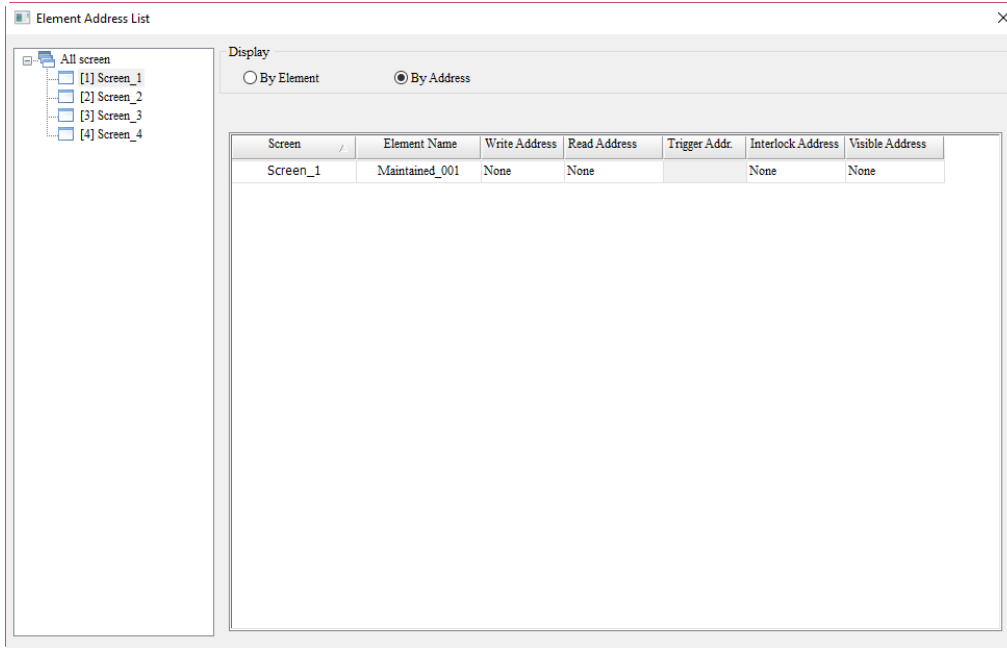 Element Address List
All screen
[1] Screen_1
[2] Screen_2
[3] Screen_3
[4] Screen_4
Display
By Element By Address
Screen Element Name Write Address Read Address Trigger Addr. Interlock Address Visible Address
Screen_1 Maintained_001 None None None None